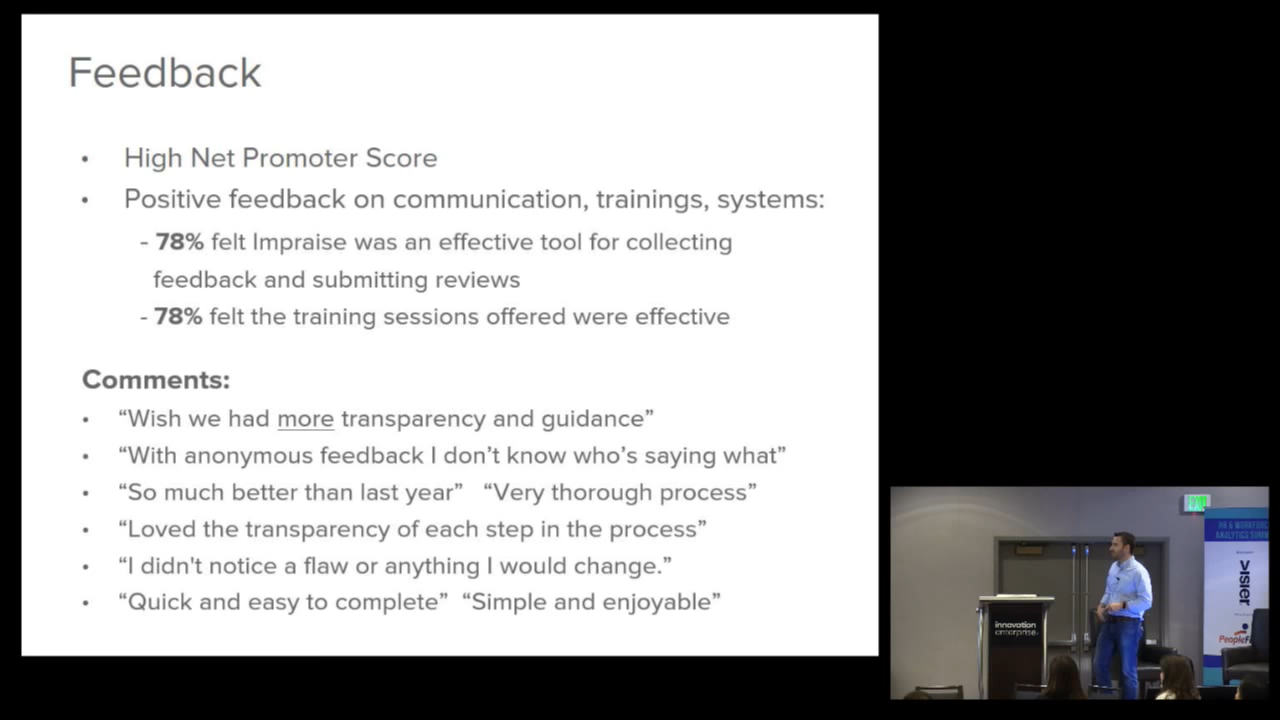 Feedback
• High Net Promoter Score
• Positive feedback on communication, trainings, systems:
- 78% felt Impraise was an effective tool for collecting
feedback and submitting reviews
- 78% felt the training sessions offered were effective
Comments:
• “Wish we had more transparency and guidance”
• “With anonymous feedback I don’t know who’s saying what”
• “So much better than last year” “Very thorough process”
• “Loved the transparency of each step in the process”
• “I didn't notice a flaw or anything I would change.”
• “Quick and easy to complete” “Simple and enjoyable”
EXIT
HR & WORKFORCE
ANALYTICS
VISIER
innovation
enterprise.